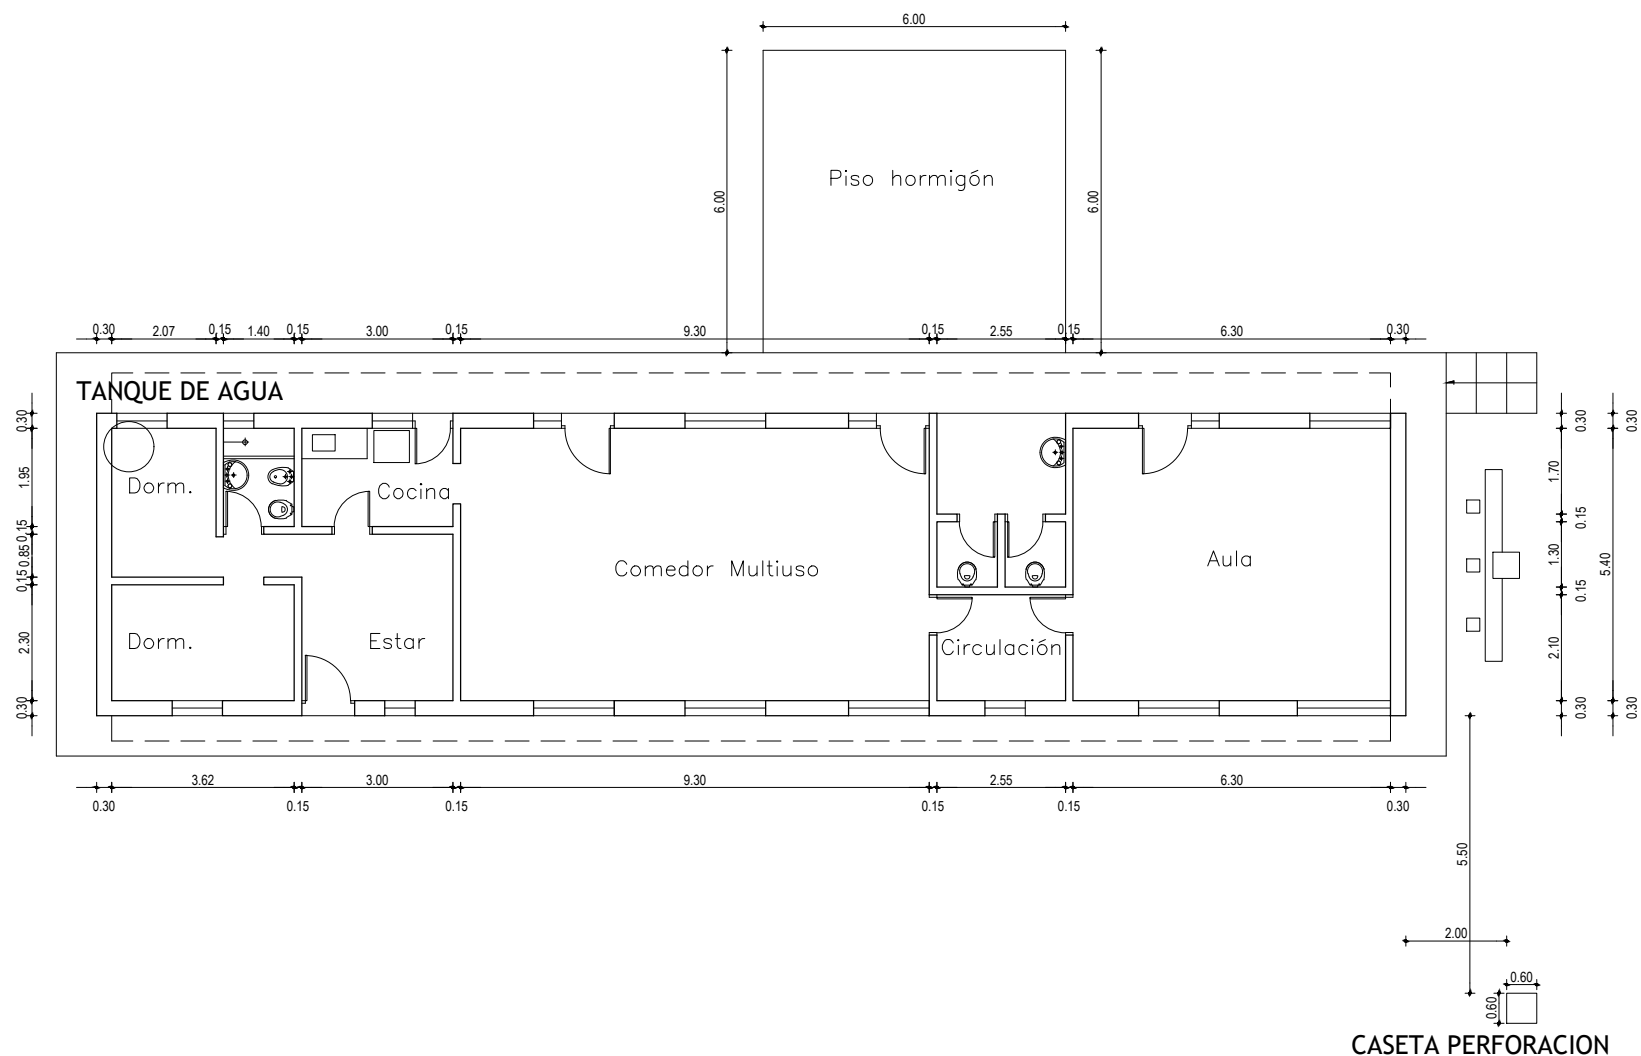 6.00
6.00
6.00
Piso hormigón
0.30 2.07 0.15 1.40 0.15 3.00 0.15 9.30 0.15 2.55 0.15 6.30 0.30
TANQUE DE AGUA
0.30 1.95 0.15 0.85 0.15 2.30 0.30
Dorm.
Cocina
Comedor Multiuso
Aula
Dorm.
Estar
Circulación
0.30 1.70 0.15 1.30 0.15 2.10 0.30
0.30 5.40 0.30
3.62 3.00 9.30 2.55 6.30
0.30 0.15 0.15 0.15 0.15 0.30
5.50
2.00
0.60
0.60
CASETA PERFORACION